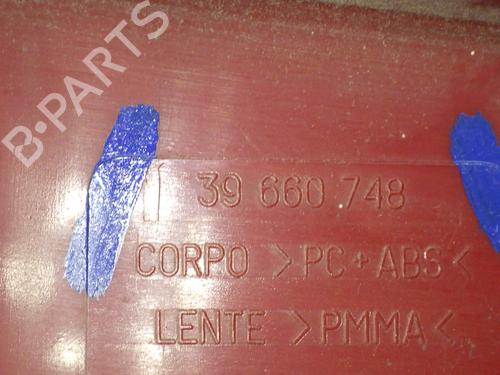 B-PARTS
39 660 748
CORPO >PC+ABS<
LENTE >PMMA<